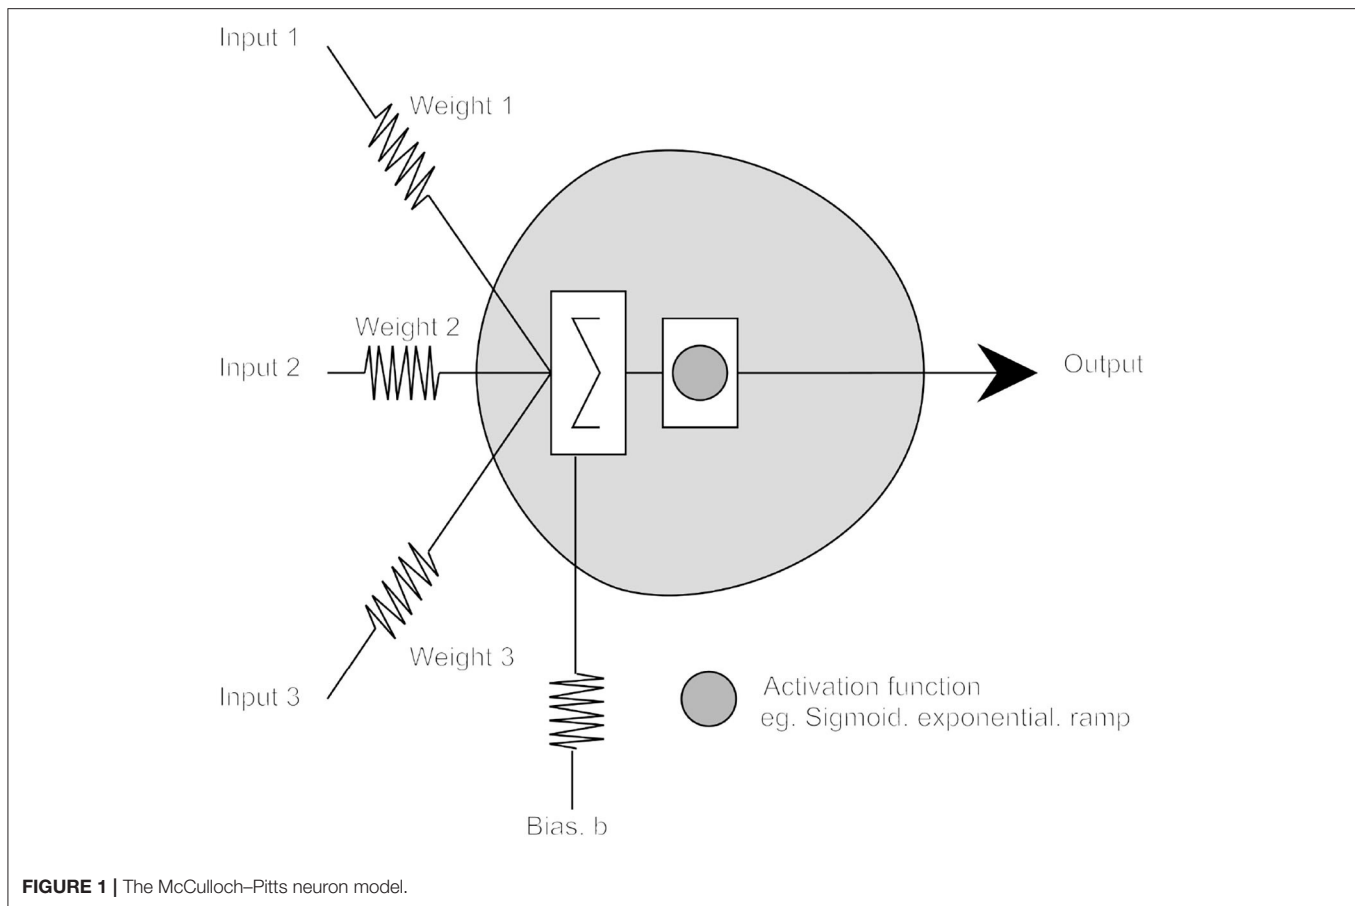 Input 1
Weight 1
Weight 2
Input 2
Output
Σ
Weight 3
Input 3
Activation function
eg. Sigmoid. exponential. ramp
Bias. b
FIGURE 1 | The McCulloch–Pitts neuron model.